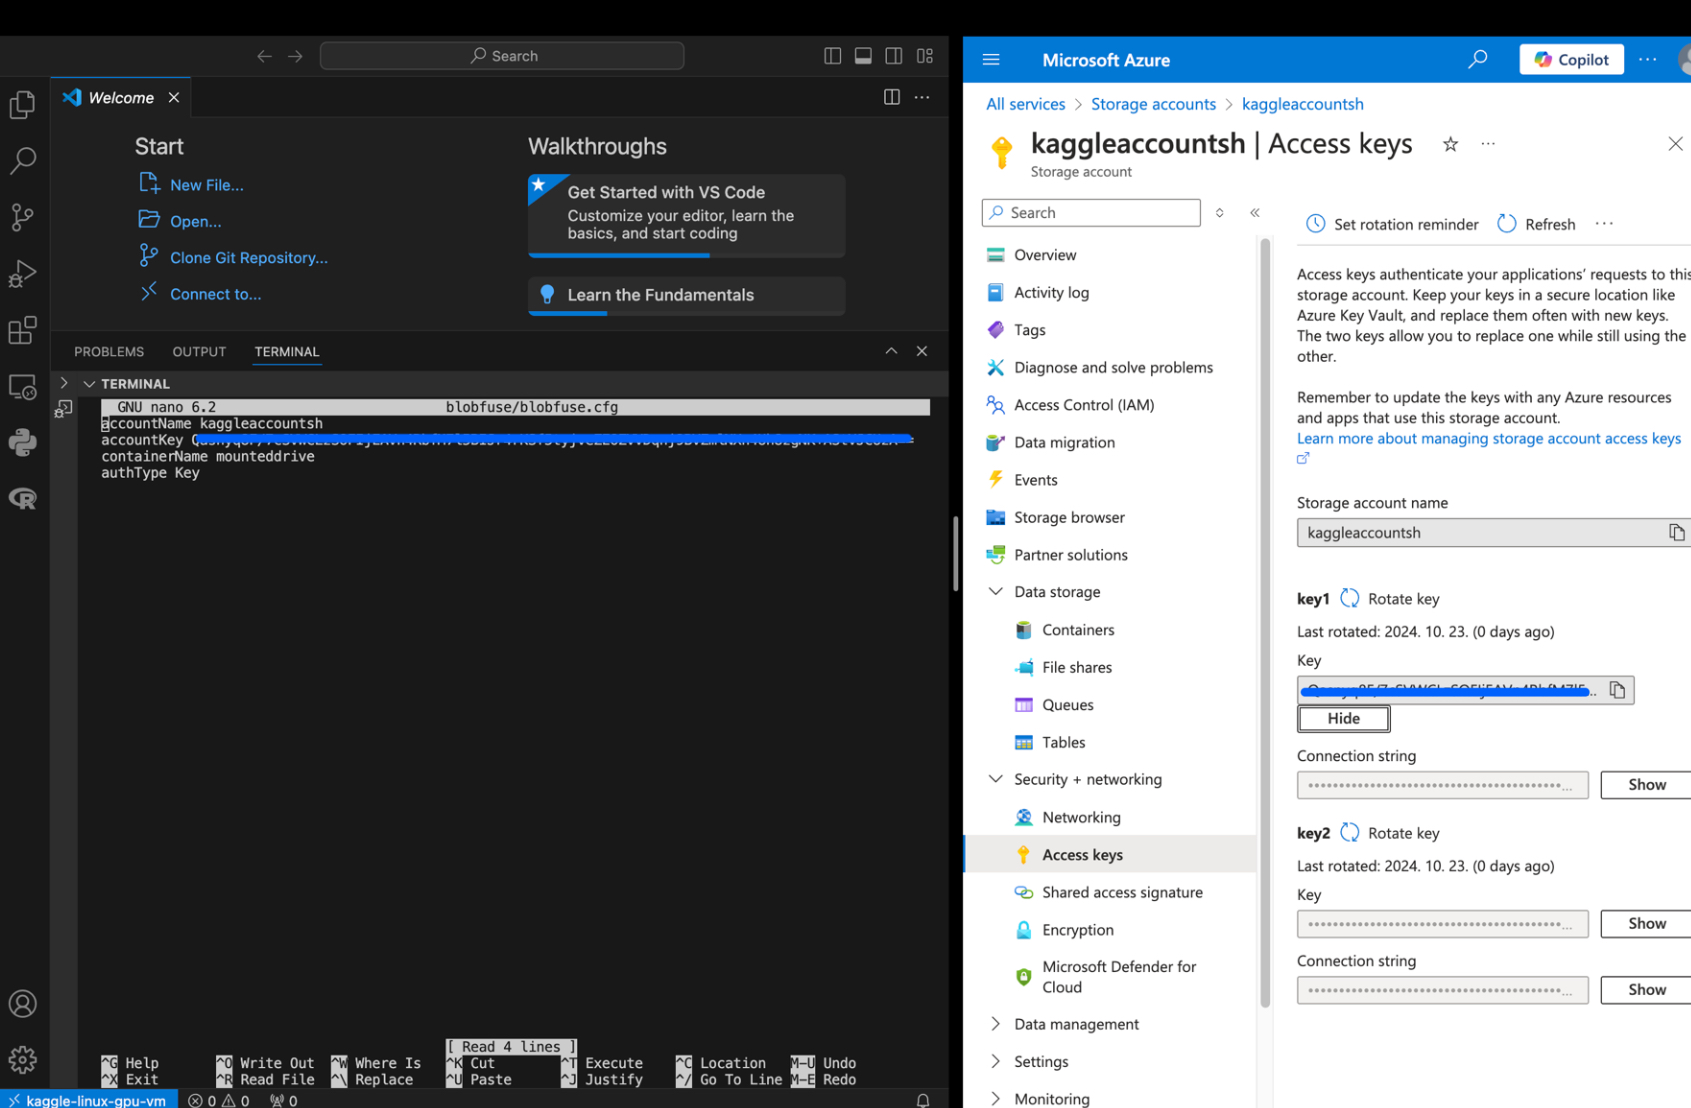 Search
Welcome
Start
New File...
Open...
Clone Git Repository...
Connect to...
Walkthroughs
Get Started with VS Code
Customize your editor, learn the
basics, and start coding
Learn the Fundamentals
PROBLEMS OUTPUT TERMINAL
TERMINAL
GNU nano 6.2 blobfuse/blobfuse.cfg
accountName kaggleaccountsh
accountKey
containerName mounteddrive
authType Key
[ Read 4 lines ]
^G Help ^O Write Out ^W Where Is ^K Cut ^T Execute ^C Location M-U Undo
^X Exit ^R Read File ^\ Replace ^U Paste ^J Justify ^/ Go To Line M-E Redo
kaggle-linux-gpu-vm 0 0 0
Microsoft Azure
Copilot
All services > Storage accounts > kaggleaccountsh
kaggleaccountsh | Access keys
Storage account
Search
Overview
Activity log
Tags
Diagnose and solve problems
Access Control (IAM)
Data migration
Events
Storage browser
Partner solutions
Data storage
Containers
File shares
Queues
Tables
Security + networking
Networking
Access keys
Shared access signature
Encryption
Microsoft Defender for
Cloud
Data management
Settings
Monitoring
Set rotation reminder Refresh
Access keys authenticate your applications' requests to this
storage account. Keep your keys in a secure location like
Azure Key Vault, and replace them often with new keys.
The two keys allow you to replace one while still using the
other.
Remember to update the keys with any Azure resources
and apps that use this storage account.
Learn more about managing storage account access keys
Storage account name
kaggleaccountsh
key1 Rotate key
Last rotated: 2024. 10. 23. (0 days ago)
Key
Hide
Connection string
Show
key2 Rotate key
Last rotated: 2024. 10. 23. (0 days ago)
Key
Show
Connection string
Show